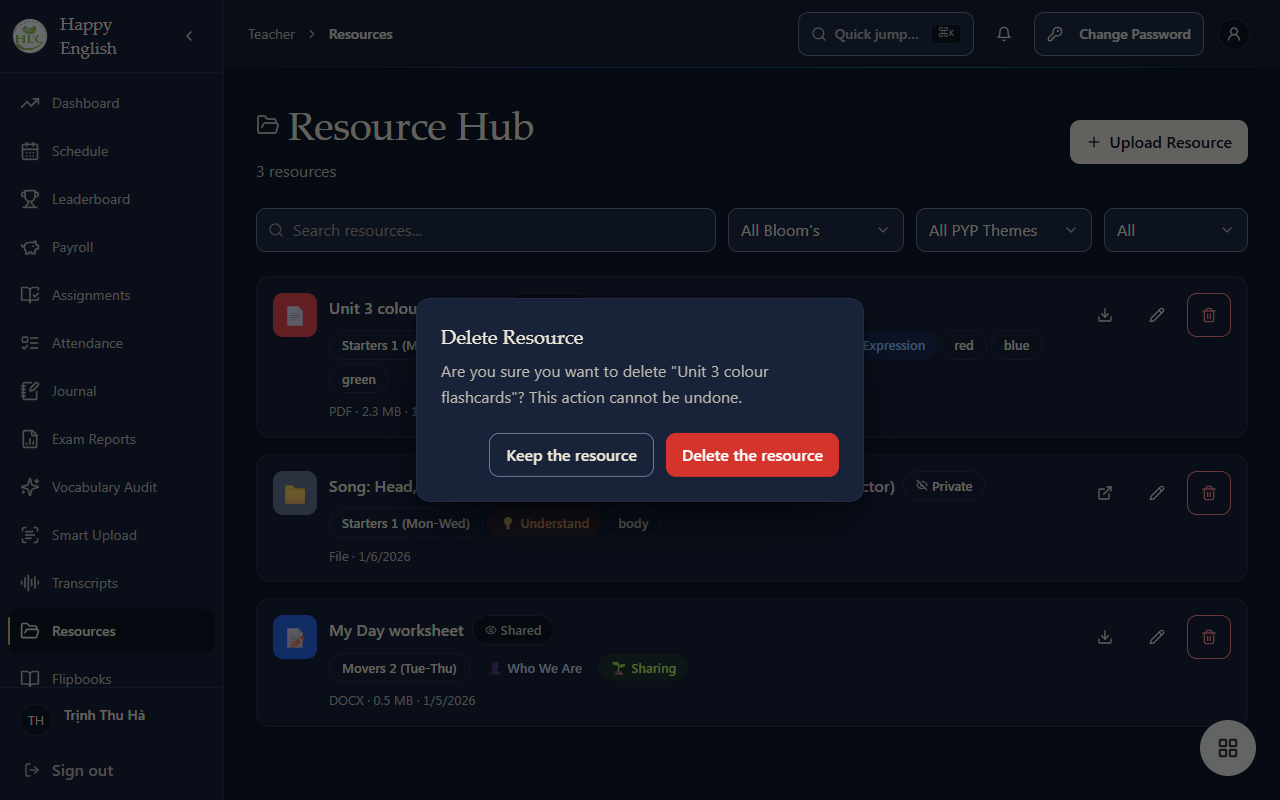 HEC
Happy
English
Dashboard
Schedule
Leaderboard
Payroll
Assignments
Attendance
Journal
Exam Reports
Vocabulary Audit
Smart Upload
Transcripts
Resources
Flipbooks
TH
Trịnh Thu Hà
Sign out
Teacher
Resources
Quick jump...
⌘K
Change Password
Resource Hub
3 resources
+ Upload Resource
Search resources...
All Bloom's
All PYP Themes
All
Unit 3 colou
Starters 1 (M
Expression
red
blue
green
PDF · 2.3 MB · 1
Delete Resource
Are you sure you want to delete "Unit 3 colour
flashcards"? This action cannot be undone.
Keep the resource
Delete the resource
Song: Head,
ctor)
Private
Starters 1 (Mon-Wed)
Understand
body
File · 1/6/2026
My Day worksheet
Shared
Movers 2 (Tue-Thu)
Who We Are
Sharing
DOCX · 0.5 MB · 1/5/2026